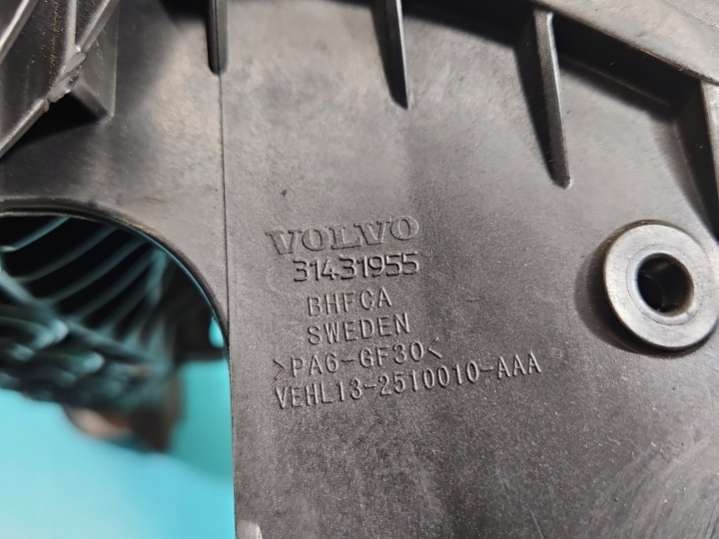 VOLVO
31431955
BHFCA
SWEDEN
>PA6-GF30<
VEHL13-2510010-AAA